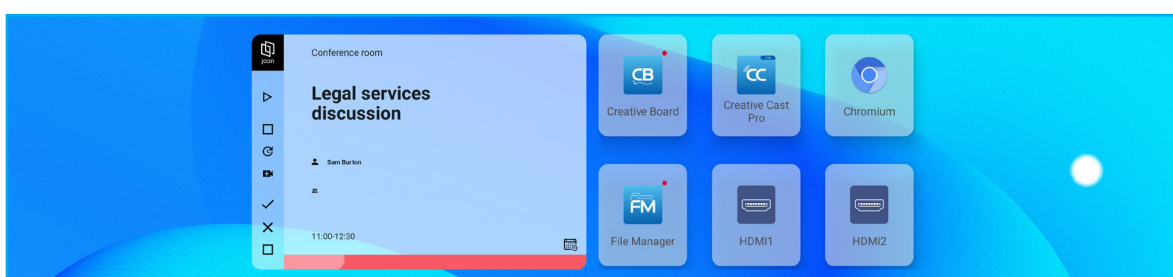 joan
Conference room
Legal services
discussion
Sam Burton
11:00-12:30
CB
Creative Board
CC
Creative Cast
Pro
Chromium
FM
File Manager
HDMI1
HDMI2